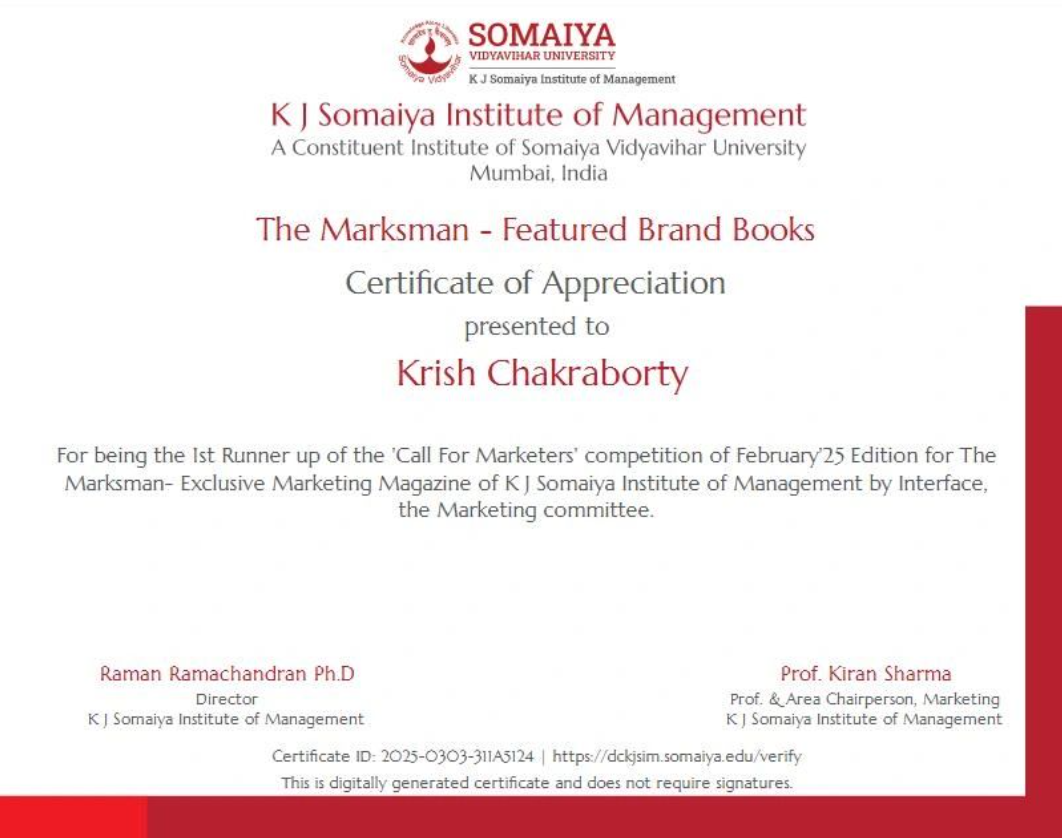 SOMAIYA
VIDYAVIHAR UNIVERSITY
K J Somaiya Institute of Management
Somaiya Vidyavihar
K J Somaiya Institute of Management
A Constituent Institute of Somaiya Vidyavihar University
Mumbai, India
The Marksman - Featured Brand Books
Certificate of Appreciation
presented to
Krish Chakraborty
For being the 1st Runner up of the 'Call For Marketers' competition of February'25 Edition for The
Marksman- Exclusive Marketing Magazine of K J Somaiya Institute of Management by Interface,
the Marketing committee.
Raman Ramachandran Ph.D
Director
K J Somaiya Institute of Management
Prof. Kiran Sharma
Prof. & Area Chairperson, Marketing
K J Somaiya Institute of Management
Certificate ID: 2025-0303-311A5124 | https://dckjsim.somaiya.edu/verify
This is digitally generated certificate and does not require signatures.